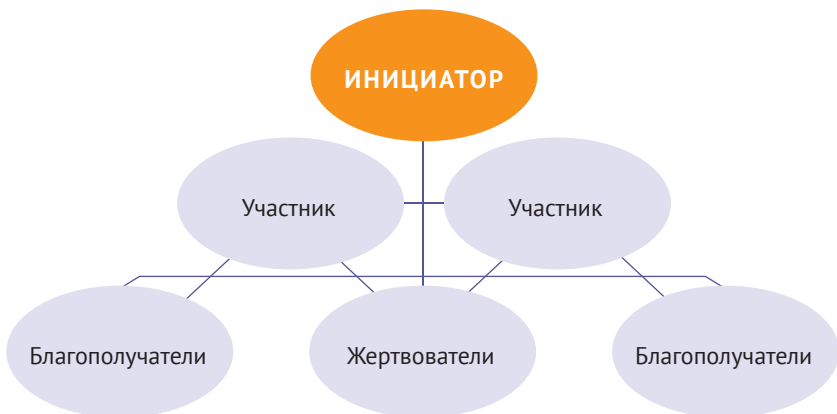 ИНИЦИАТОР
Участник
Участник
Благополучатели
Жертвователи
Благополучатели